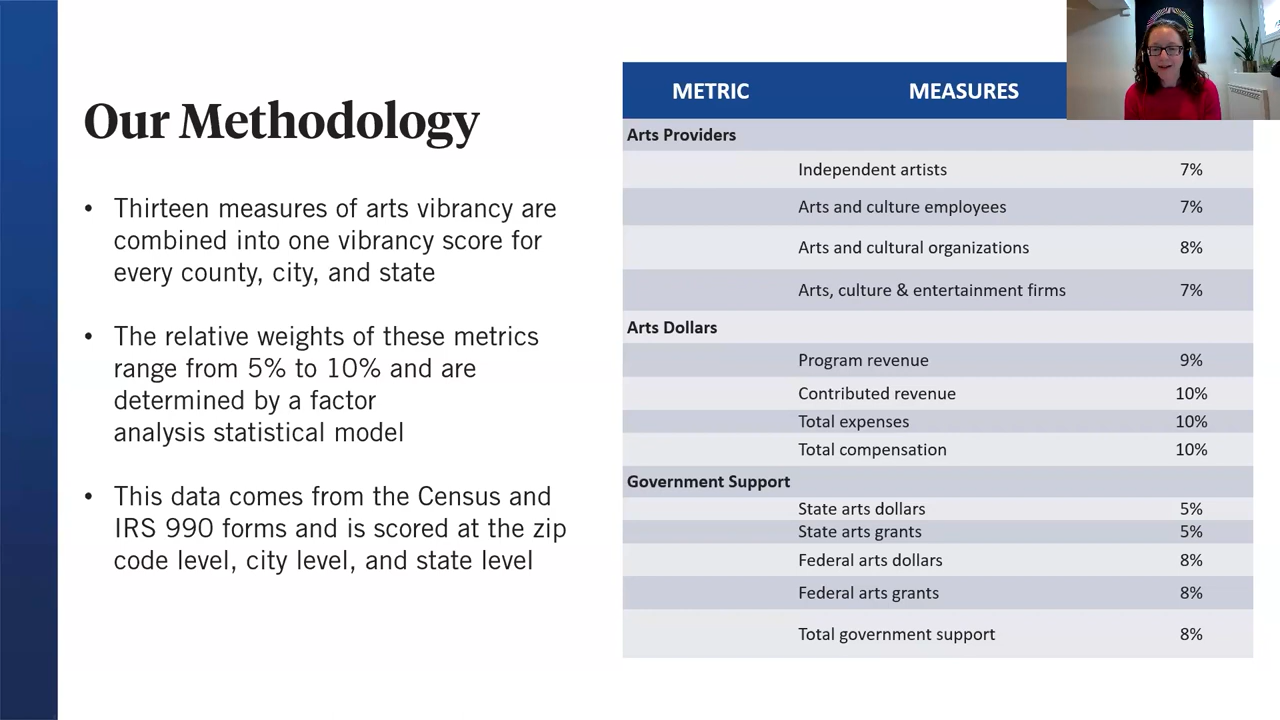 Our Methodology
• Thirteen measures of arts vibrancy are
combined into one vibrancy score for
every county, city, and state
• The relative weights of these metrics
range from 5% to 10% and are
determined by a factor
analysis statistical model
• This data comes from the Census and
IRS 990 forms and is scored at the zip
code level, city level, and state level
METRIC MEASURES
Arts Providers
Independent artists 7%
Arts and culture employees 7%
Arts and cultural organizations 8%
Arts, culture & entertainment firms 7%
Arts Dollars
Program revenue 9%
Contributed revenue 10%
Total expenses 10%
Total compensation 10%
Government Support
State arts dollars 5%
State arts grants 5%
Federal arts dollars 8%
Federal arts grants 8%
Total government support 8%